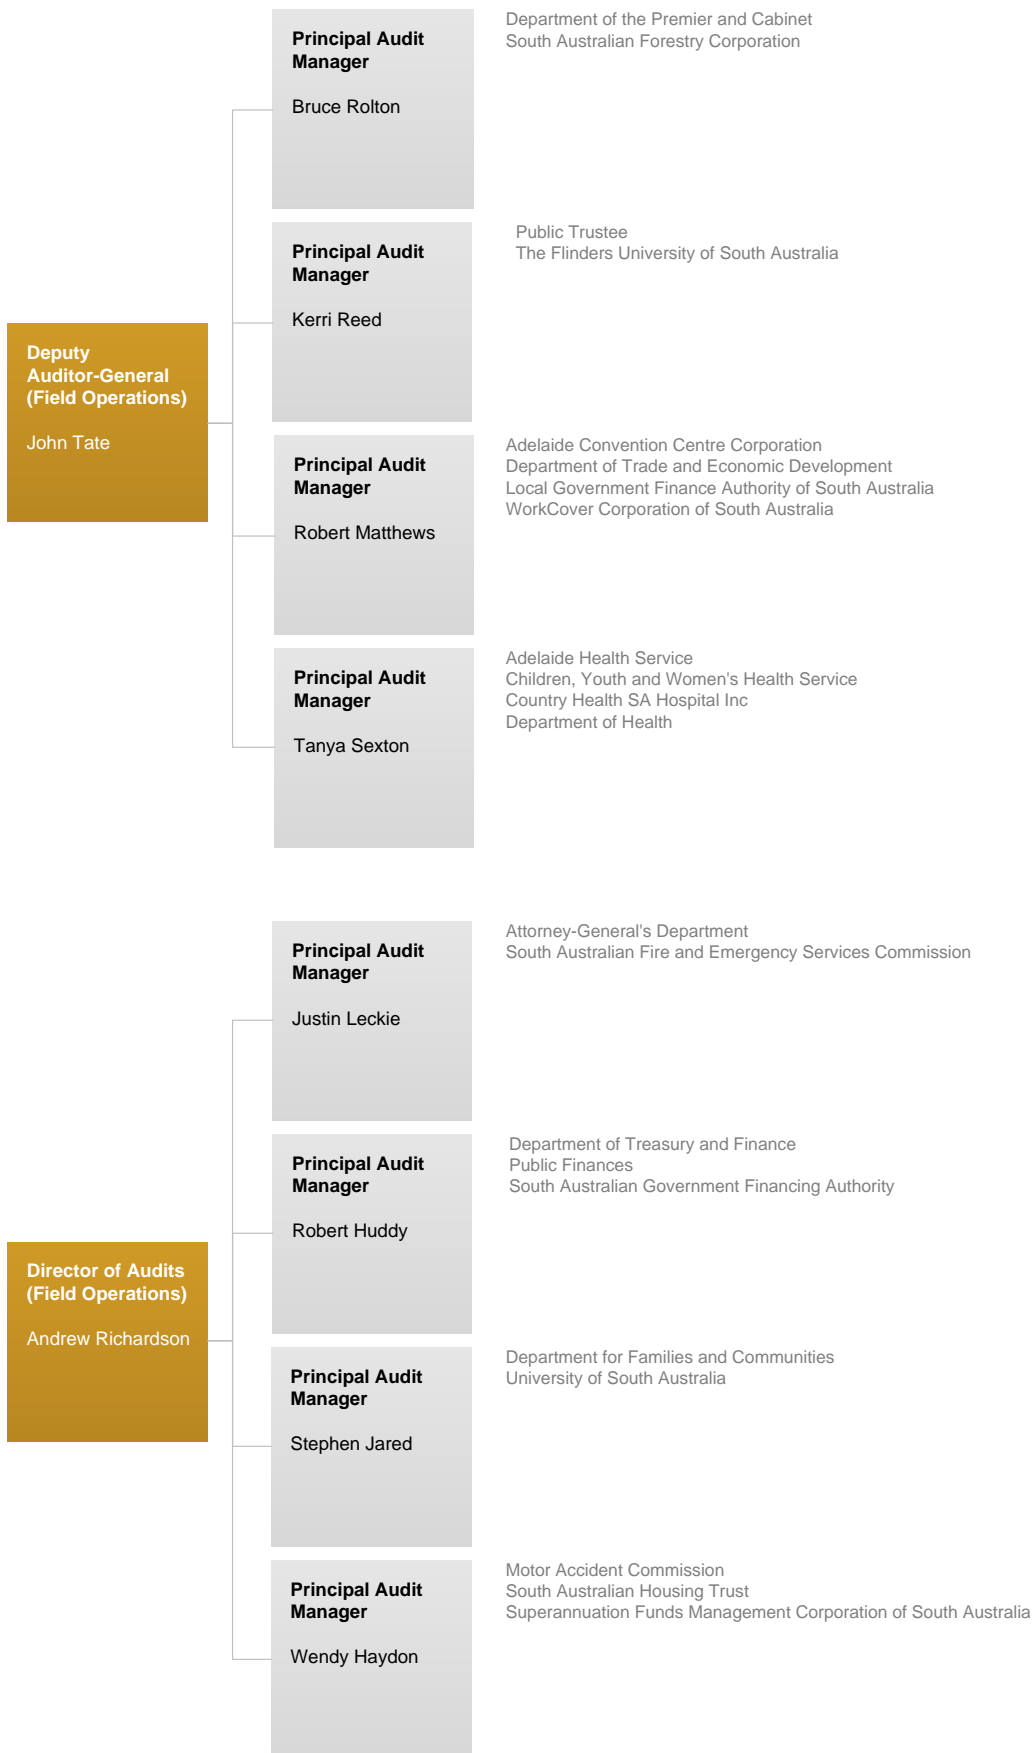 Department of the Premier and Cabinet
South Australian Forestry Corporation
Principal Audit
Manager
Bruce Rolton
Public Trustee
The Flinders University of South Australia
Principal Audit
Manager
Kerri Reed
Deputy
Auditor-General
(Field Operations)
John Tate
Adelaide Convention Centre Corporation
Department of Trade and Economic Development
Local Government Finance Authority of South Australia
WorkCover Corporation of South Australia
Principal Audit
Manager
Robert Matthews
Adelaide Health Service
Children, Youth and Women's Health Service
Country Health SA Hospital Inc
Department of Health
Principal Audit
Manager
Tanya Sexton
Attorney-General's Department
South Australian Fire and Emergency Services Commission
Principal Audit
Manager
Justin Leckie
Department of Treasury and Finance
Public Finances
South Australian Government Financing Authority
Principal Audit
Manager
Robert Huddy
Director of Audits
(Field Operations)
Andrew Richardson
Department for Families and Communities
University of South Australia
Principal Audit
Manager
Stephen Jared
Motor Accident Commission
South Australian Housing Trust
Superannuation Funds Management Corporation of South Australia
Principal Audit
Manager
Wendy Haydon